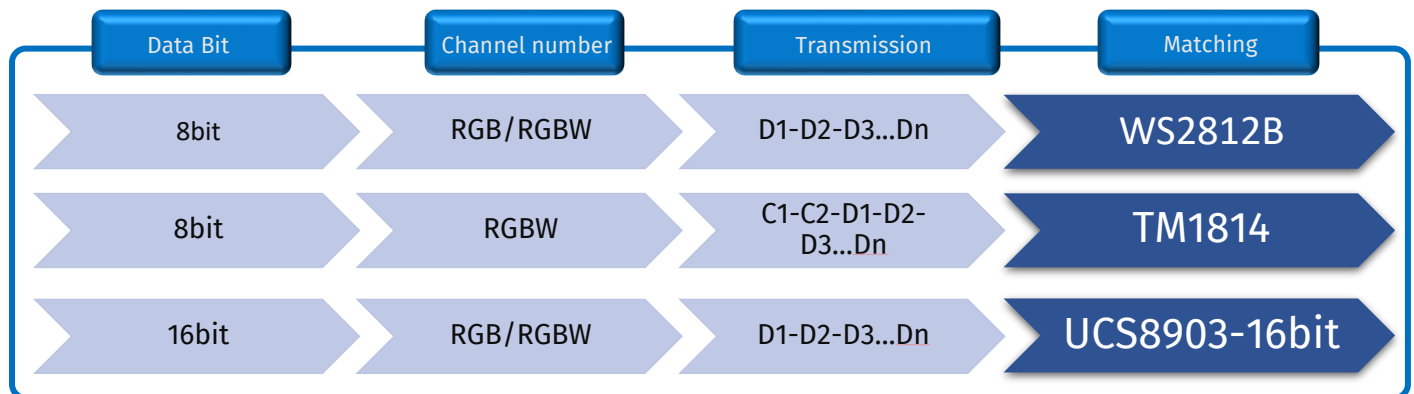 Data Bit
Channel number
Transmission
Matching
8bit
RGB/RGBW
D1-D2-D3...Dn
WS2812B
8bit
RGBW
C1-C2-D1-D2-
D3...Dn
TM1814
16bit
RGB/RGBW
D1-D2-D3...Dn
UCS8903-16bit